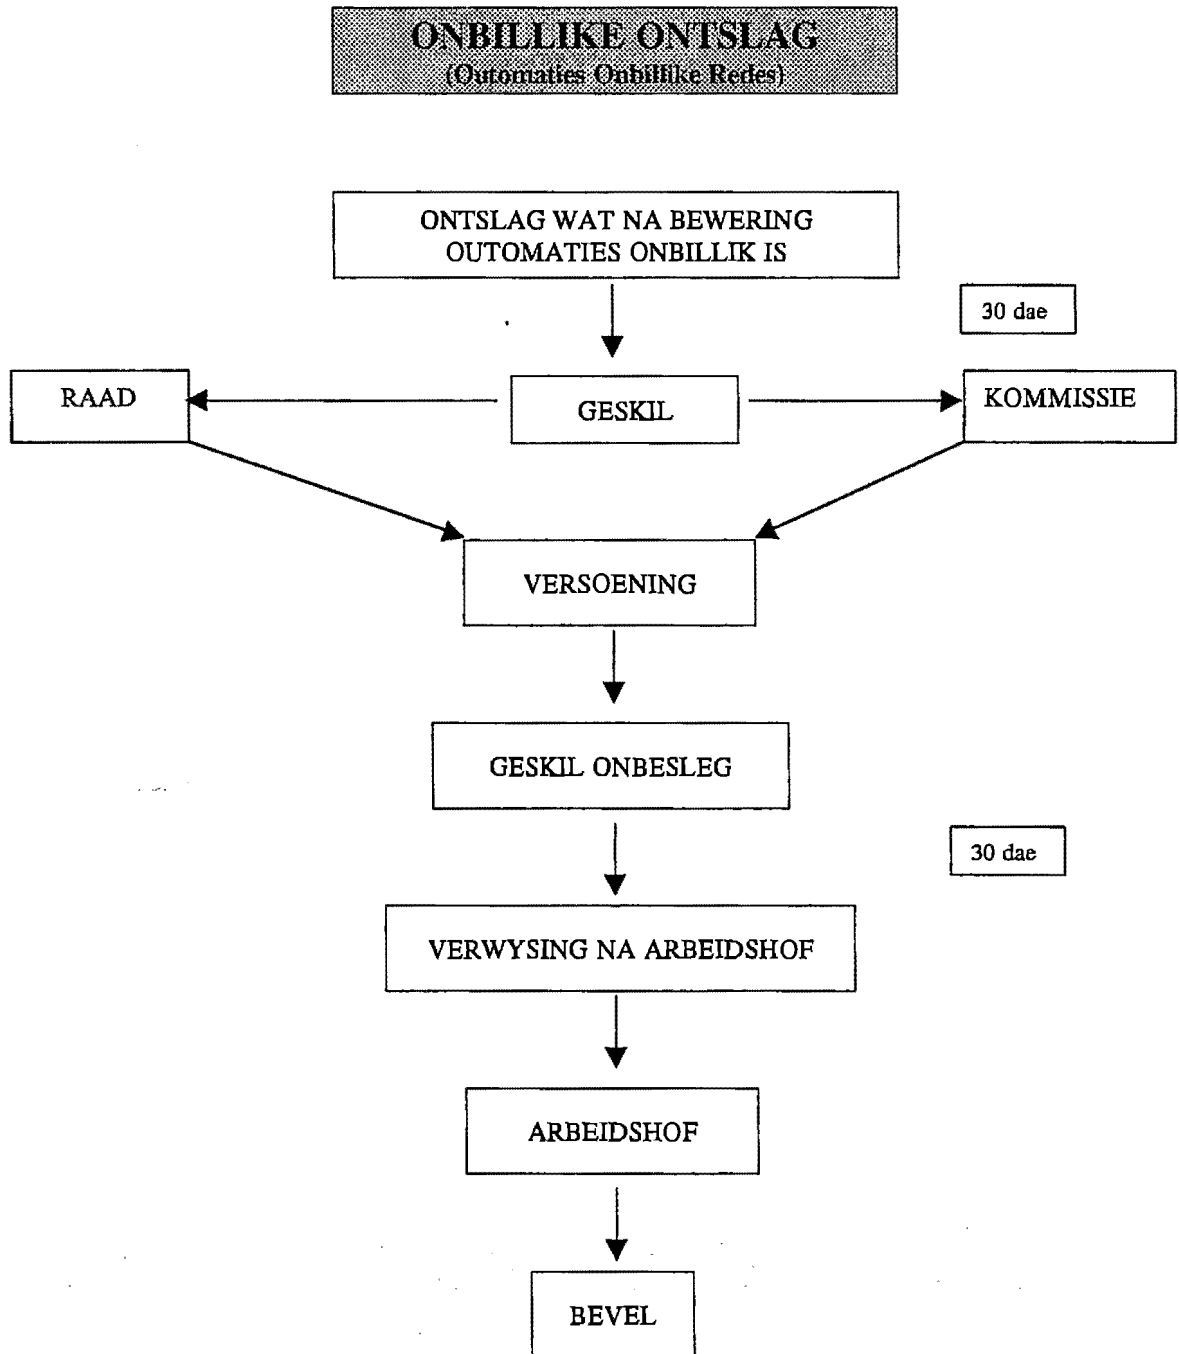 ONBILLIKE ONTSLAG
(Outomaties Onbillike Redes)
ONTSLAG WAT NA BEWERING
OUTOMATIES ONBILLIK IS
30 dae
RAAD
GESKIL
KOMMISSIE
VERSOENING
GESKIL ONBESLEG
30 dae
VERWYSING NA ARBEIDSHOF
ARBEIDSHOF
BEVEL